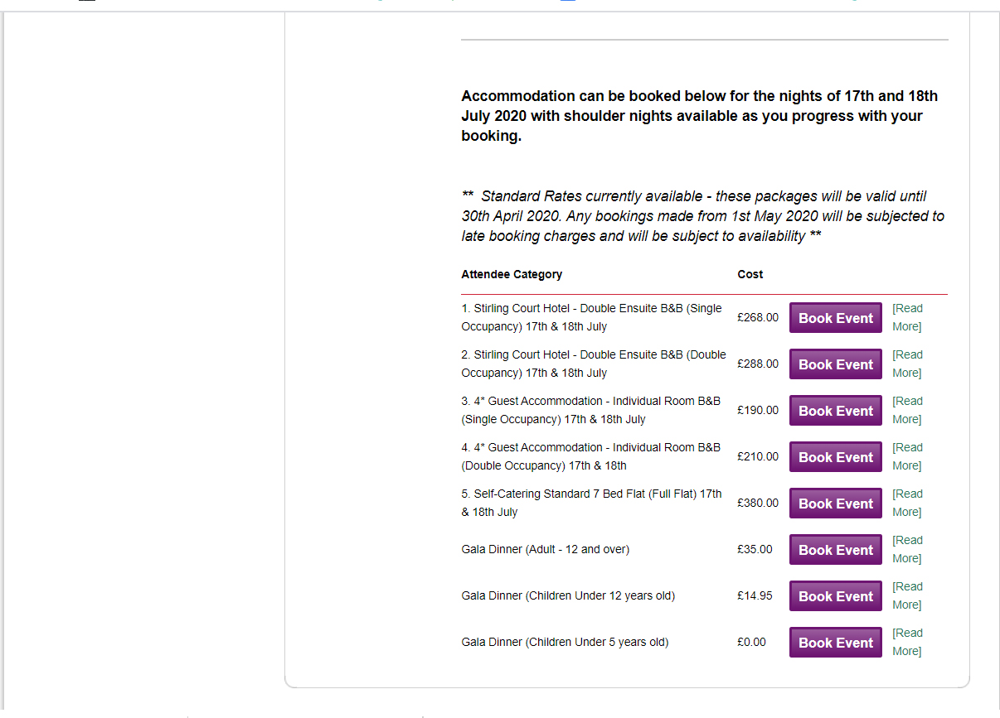 Accommodation can be booked below for the nights of 17th and 18th
July 2020 with shoulder nights available as you progress with your
booking.
**  Standard Rates currently available - these packages will be valid until
30th April 2020. Any bookings made from 1st May 2020 will be subjected to
late booking charges and will be subject to availability **
Attendee Category Cost
1. Stirling Court Hotel - Double Ensuite B&B (Single
Occupancy) 17th & 18th July
£268.00
Book Event
[Read
More]
2. Stirling Court Hotel - Double Ensuite B&B (Double
Occupancy) 17th & 18th July
£288.00
Book Event
[Read
More]
3. 4* Guest Accommodation - Individual Room B&B
(Single Occupancy) 17th & 18th July
£190.00
Book Event
[Read
More]
4. 4* Guest Accommodation - Individual Room B&B
(Double Occupancy) 17th & 18th
£210.00
Book Event
[Read
More]
5. Self-Catering Standard 7 Bed Flat (Full Flat) 17th
& 18th July
£380.00
Book Event
[Read
More]
Gala Dinner (Adult - 12 and over)
£35.00
Book Event
[Read
More]
Gala Dinner (Children Under 12 years old)
£14.95
Book Event
[Read
More]
Gala Dinner (Children Under 5 years old)
£0.00
Book Event
[Read
More]